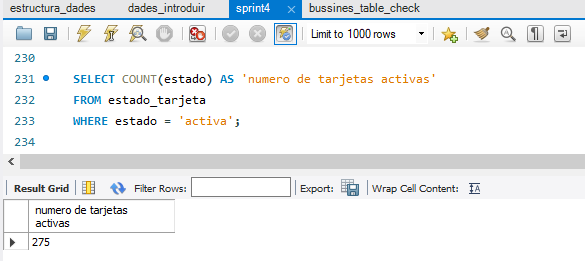 estructura_dades dades_introduir sprint4 bussines_table_check
Limit to 1000 rows
230
231 SELECT COUNT(estado) AS 'numero de tarjetas activas'
232 FROM estado_tarjeta
233 WHERE estado = 'activa';
234
Result Grid Filter Rows: Export: Wrap Cell Content: IA
numero de tarjetas
activas
275